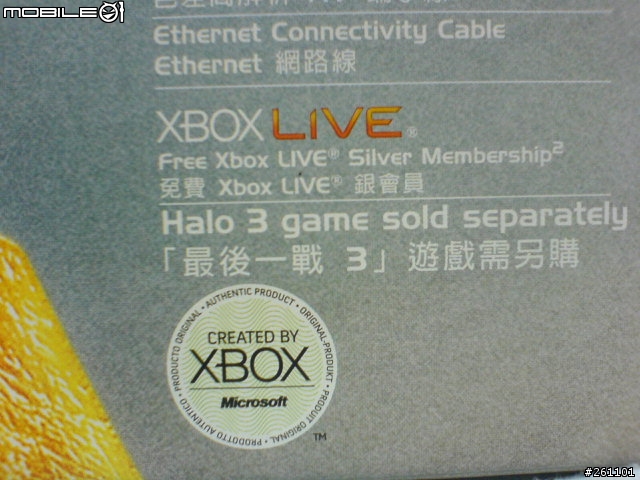 MOBILE01
Ethernet Connectivity Cable
Ethernet 網路線
XBOX LIVE®
Free Xbox LIVE® Silver Membership²
免費 Xbox LIVE® 銀會員
Halo 3 game sold separately
「最後一戰 3」遊戲需另購
• AUTHENTIC PRODUCT • ORIGINAL-PRODUKT • PRODUIT ORIGINAL • PRODOTTO AUTENTICO • PRODUCTO ORIGINAL
CREATED BY
XBOX
Microsoft
TM
#261101